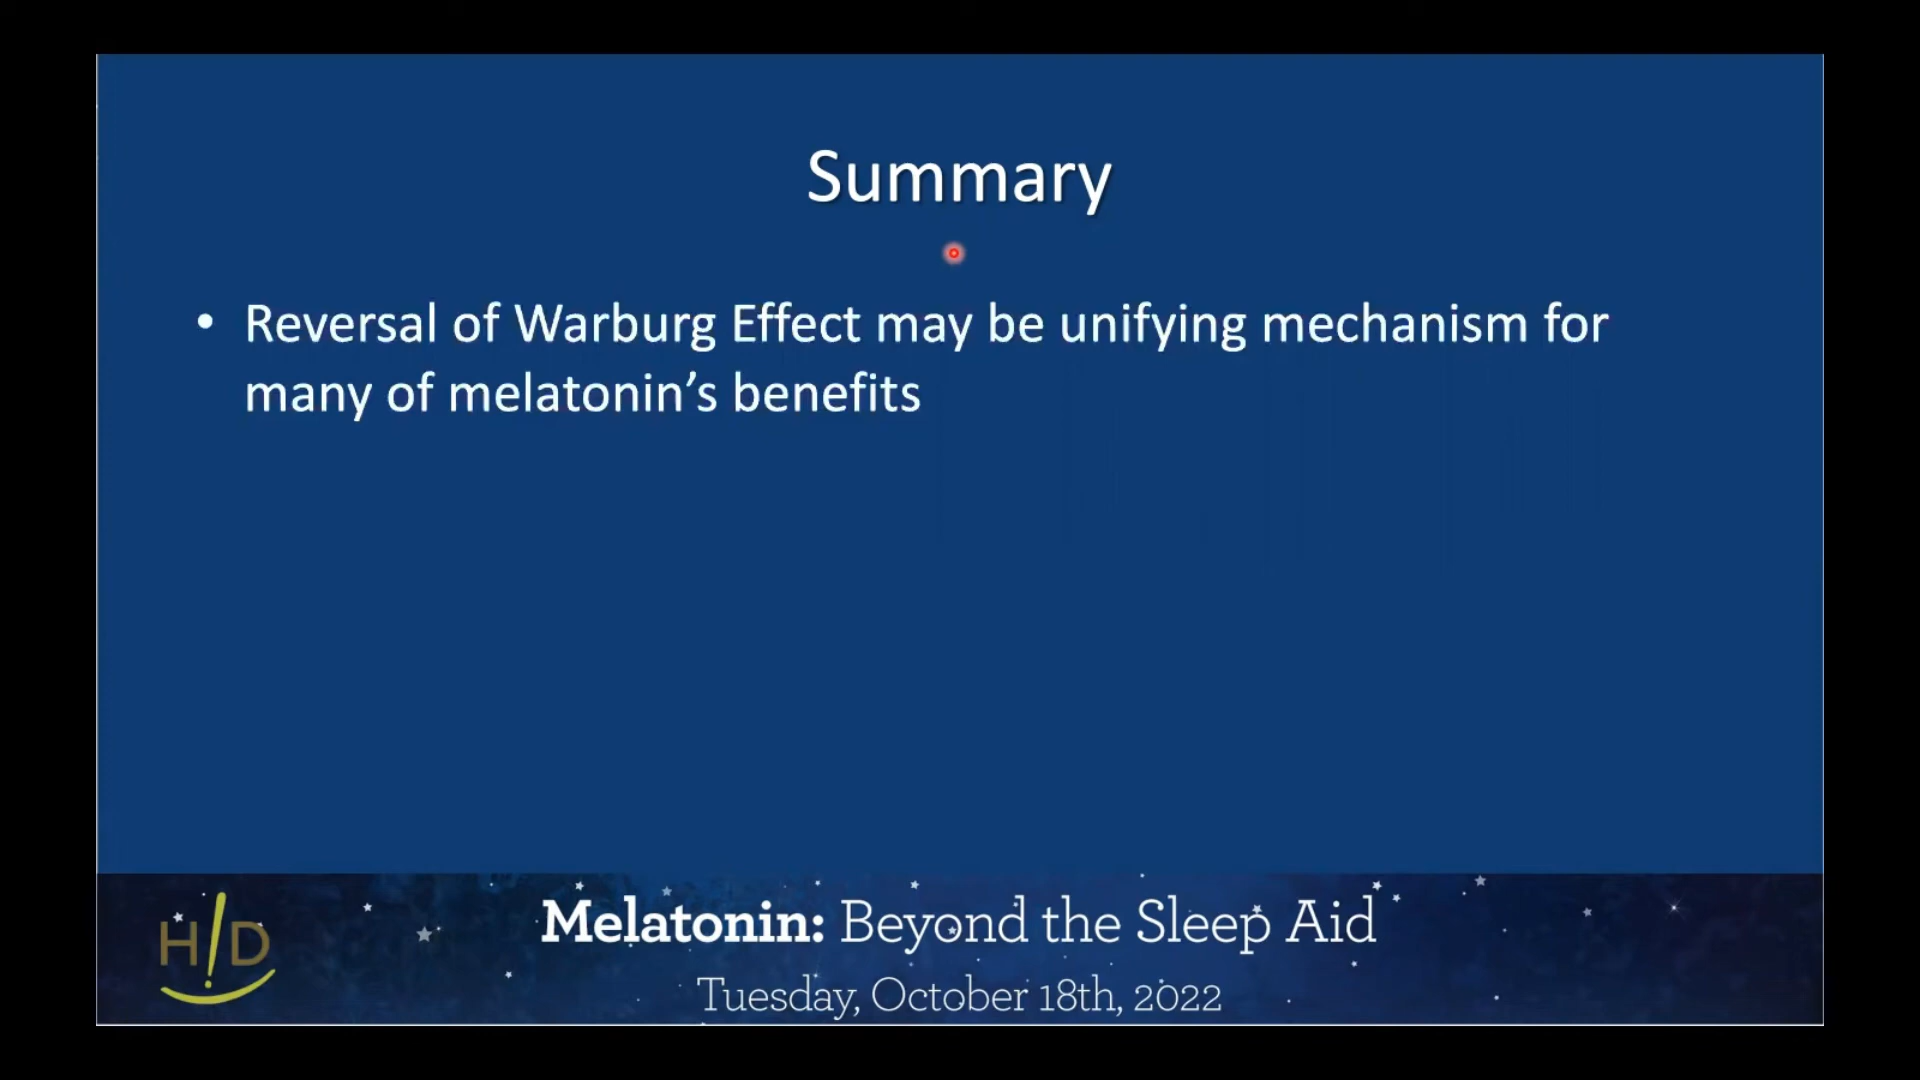 Summary
• Reversal of Warburg Effect may be unifying mechanism for
many of melatonin’s benefits
H!D
Melatonin: Beyond the Sleep Aid
Tuesday, October 18th, 2022